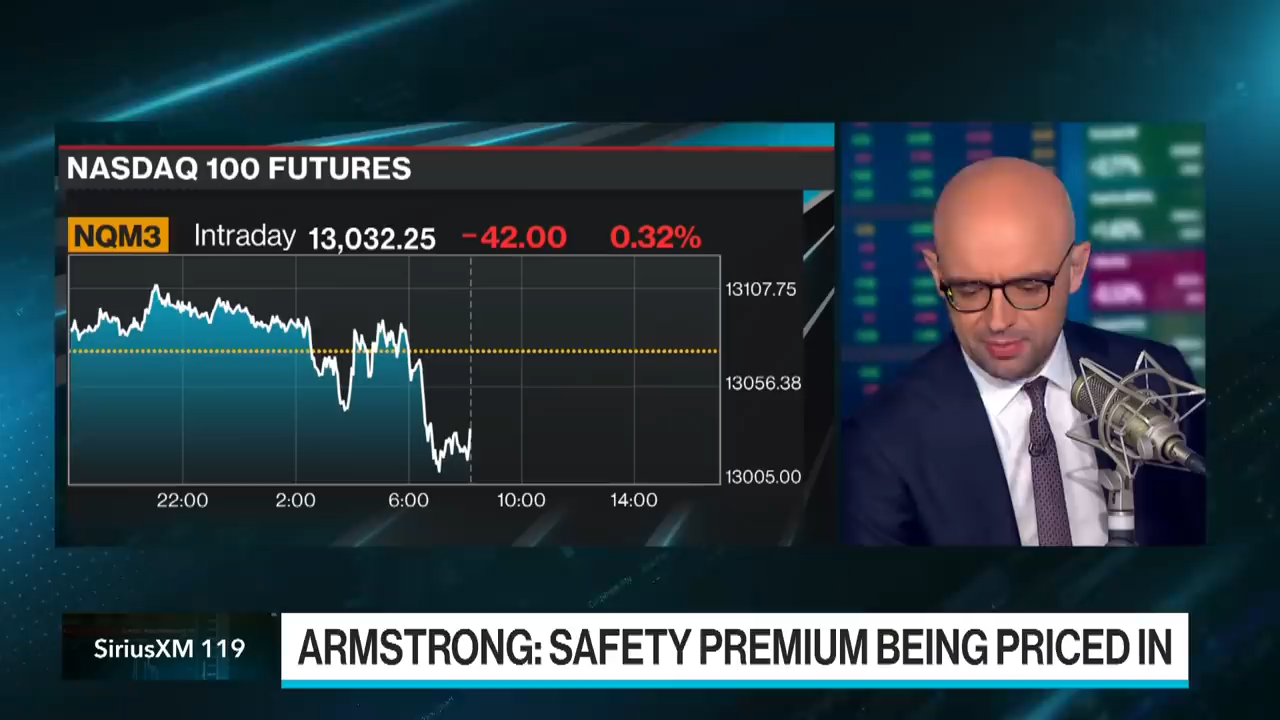 NASDAQ 100 FUTURES
NQM3 Intraday 13,032.25 -42.00 0.32%
13107.75
13056.38
13005.00
22:00 2:00 6:00 10:00 14:00
SiriusXM 119
ARMSTRONG: SAFETY PREMIUM BEING PRICED IN